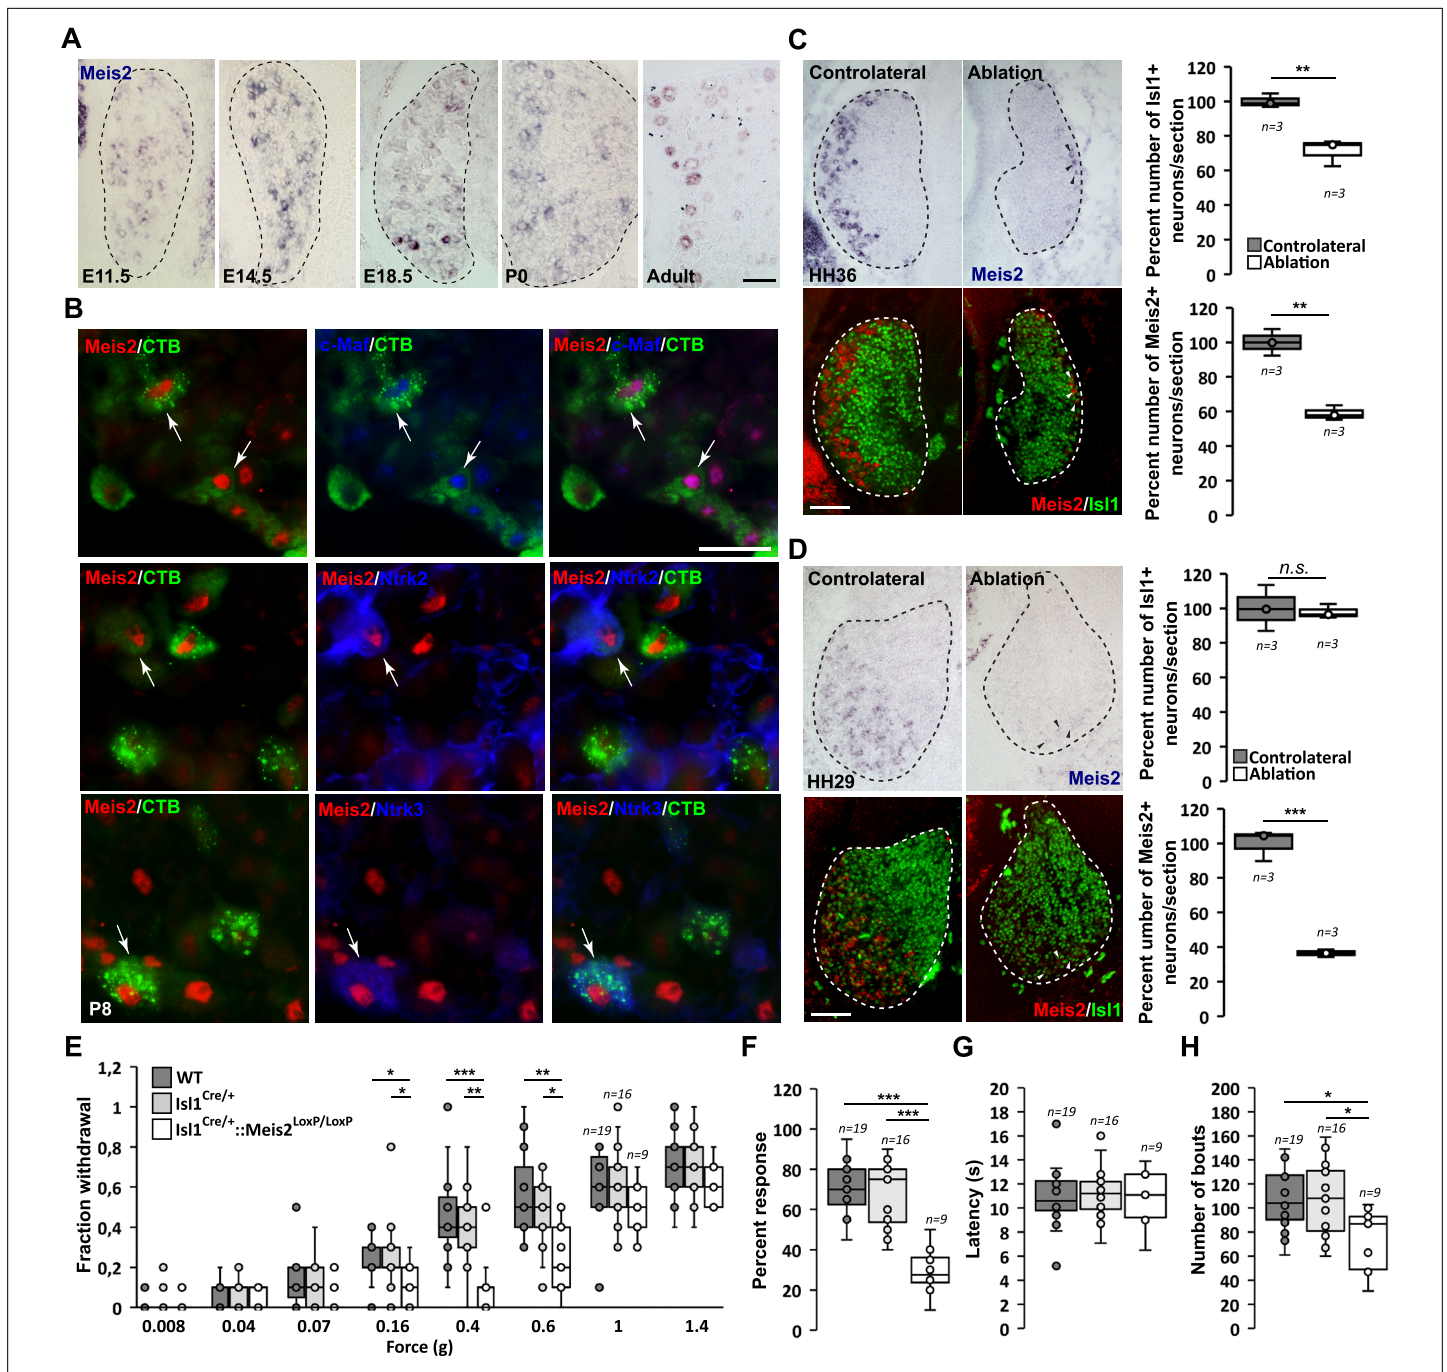 A
Meis2
E11.5
E14.5
E18.5
P0
Adult
B
Meis2/CTB
c-Maf/CTB
Meis2/c-Maf/CTB
Meis2/CTB
Meis2/Ntrk2
Meis2/Ntrk2/CTB
Meis2/CTB
Meis2/Ntrk3
Meis2/Ntrk3/CTB
P8
C
Controlateral
Ablation
HH36
Meis2
Meis2/Isl1
Percent number of Isl1+
neurons/section
120
100
80
60
40
20
0
**
n=3
n=3
Controlateral
Ablation
Percent number of Meis2+
neurons/section
120
100
80
60
40
20
0
**
n=3
n=3
D
Controlateral
Ablation
HH29
Meis2
Meis2/Isl1
Percent number of Isl1+
neurons/section
120
100
80
60
40
20
0
n.s.
n=3
n=3
Controlateral
Ablation
Percent umber of Meis2+
neurons/section
120
100
80
60
40
20
0
***
n=3
n=3
E
Fraction withdrawal
1,2
1
0,8
0,6
0,4
0,2
0
WT
Isl1Cre/+
Isl1Cre/+::Meis2LoxP/LoxP
*
*
***
**
**
*
n=19
n=16
n=9
0.008
0.04
0.07
0.16
0.4
0.6
1
1.4
Force (g)
F
Percent response
120
100
80
60
40
20
0
***
***
n=19
n=16
n=9
G
Latency (s)
20
18
16
14
12
10
8
6
4
2
0
n=19
n=16
n=9
H
Number of bouts
200
180
160
140
120
100
80
60
40
20
0
*
*
n=19
n=16
n=9